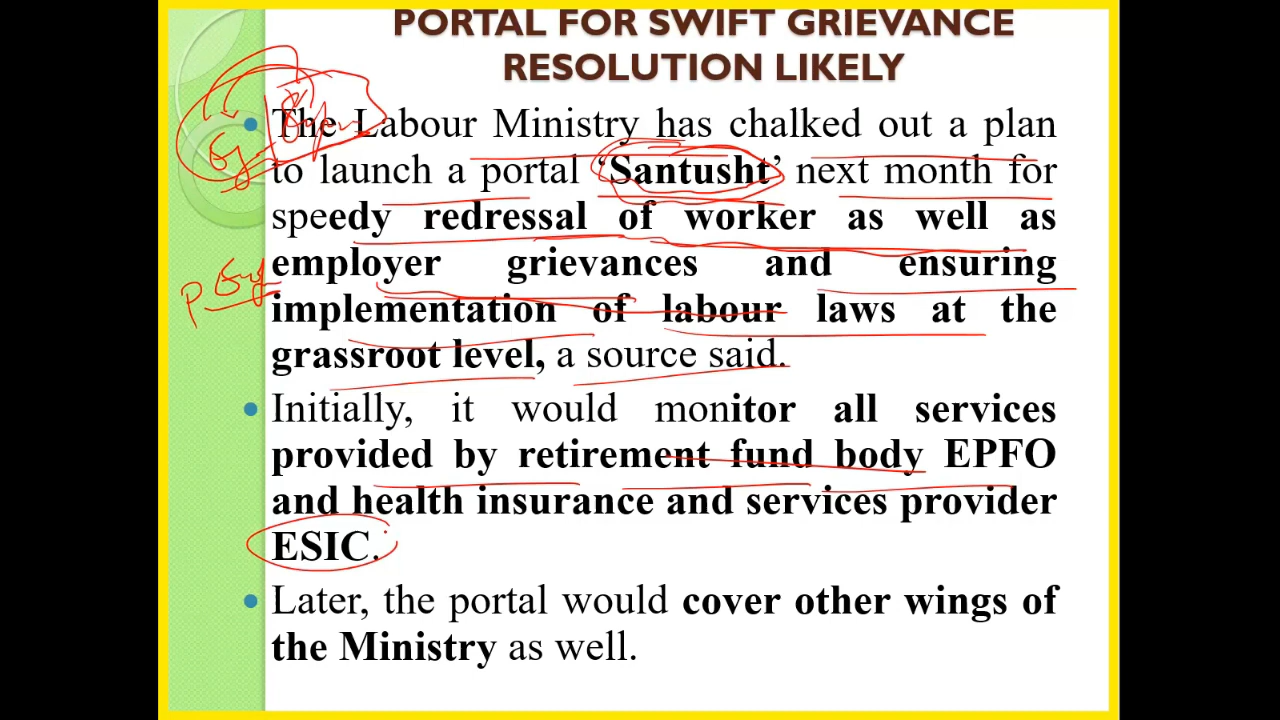 PORTAL FOR SWIFT GRIEVANCE
RESOLUTION LIKELY
• The Labour Ministry has chalked out a plan
to launch a portal ‘Santusht’ next month for
speedy redressal of worker as well as
employer grievances and ensuring
implementation of labour laws at the
grassroot level, a source said.
• Initially, it would monitor all services
provided by retirement fund body EPFO
and health insurance and services provider
ESIC.
• Later, the portal would cover other wings of
the Ministry as well.